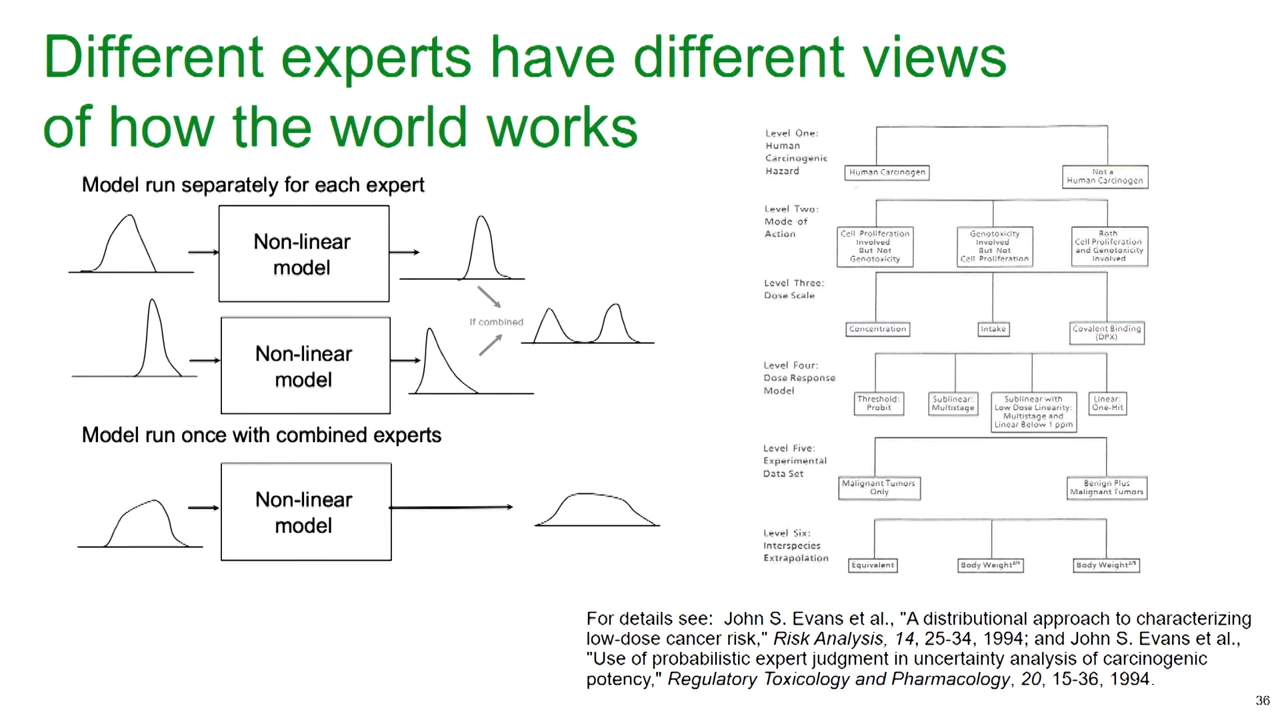 Different experts have different views
of how the world works
Model run separately for each expert
Non-linear
model
If combined
Non-linear
model
Model run once with combined experts
Non-linear
model
Level One:
Human
Carcinogenic
Hazard
Human Carcinogen
Not a
Human Carcinogen
Level Two:
Mode of
Action
Cell Proliferation
Involved
But Not
Genotoxicity
Genotoxicity
Involved
But Not
Cell Proliferation
Both
Cell Proliferation
and Genotoxicity
Involved
Level Three:
Dose Scale
Concentration
Intake
Covalent Binding
(DPX)
Level Four:
Dose Response
Model
Threshold:
Probit
Sublinear:
Multistage
Sublinear with
Low Dose Linearity:
Multistage and
Linear Below 1 ppm
Linear:
One-Hit
Level Five:
Experimental
Data Set
Malignant Tumors
Only
Benign Plus
Malignant Tumors
Level Six:
Interspecies
Extrapolation
Equivalent
Body Weight
Body Weight
For details see: John S. Evans et al., "A distributional approach to characterizing
low-dose cancer risk," Risk Analysis, 14, 25-34, 1994; and John S. Evans et al.,
"Use of probabilistic expert judgment in uncertainty analysis of carcinogenic
potency," Regulatory Toxicology and Pharmacology, 20, 15-36, 1994.
36